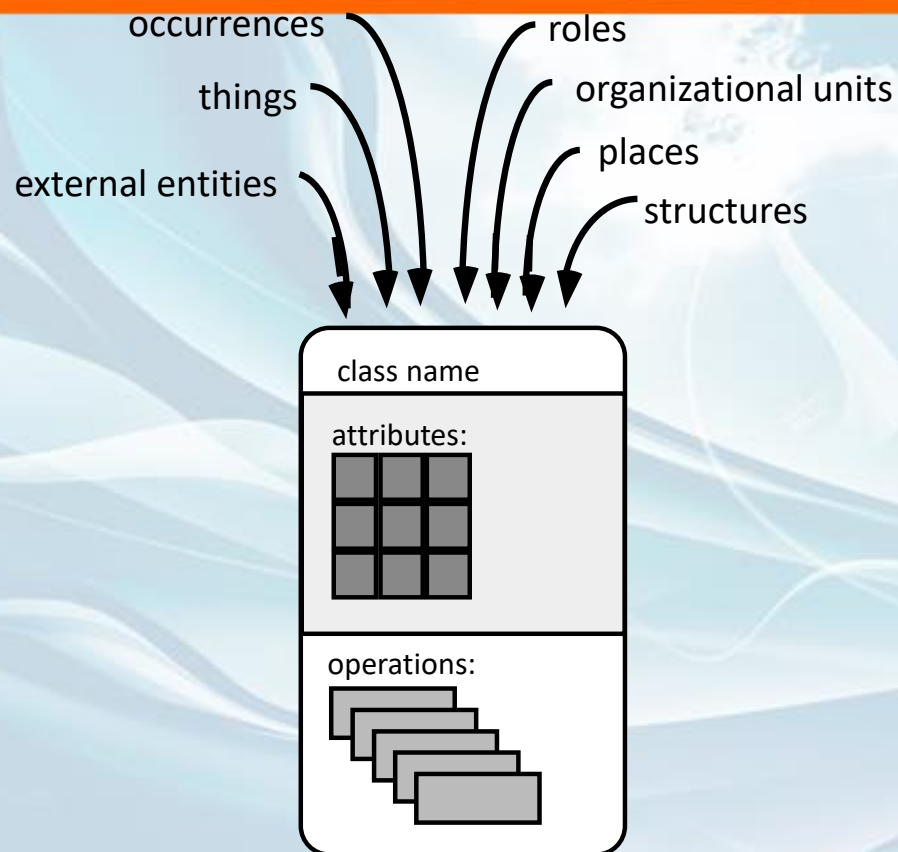 occurrences
roles
things
organizational units
places
external entities
structures
class name
attributes:
operations: